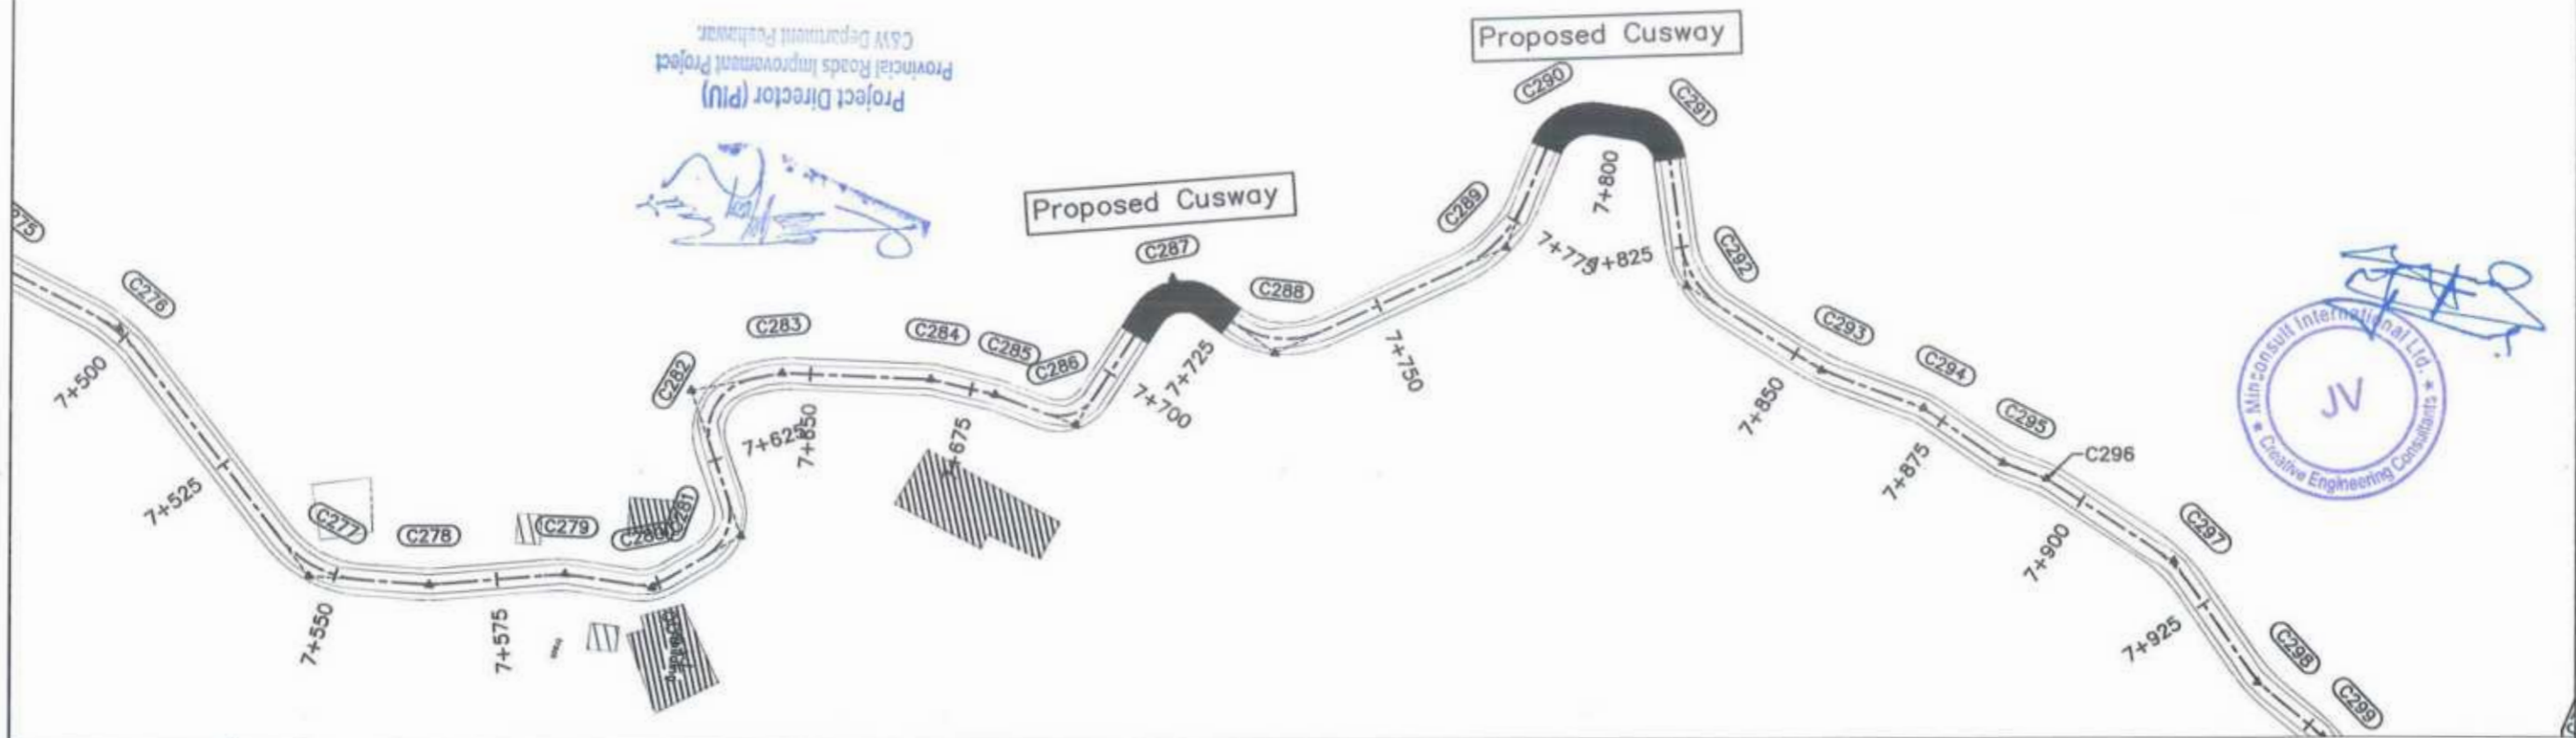 Project Director (PIU)
Provincial Roads Improvement Project
C&W Department Peshawar.
Proposed Cusway
C290
C291
7+800
Proposed Cusway
C287
C288
C289
7+775
7+825
C292
C276
7+500
7+525
C283
C284
C285
C286
C282
7+625
7+650
7+675
7+700
7+725
7+750
C293
C294
C295
C296
7+850
7+875
7+900
C297
7+925
C298
C299
C277
C278
C279
C280
C281
7+550
7+575
Minconsult International Ltd.
JV
Creative Engineering Consultants